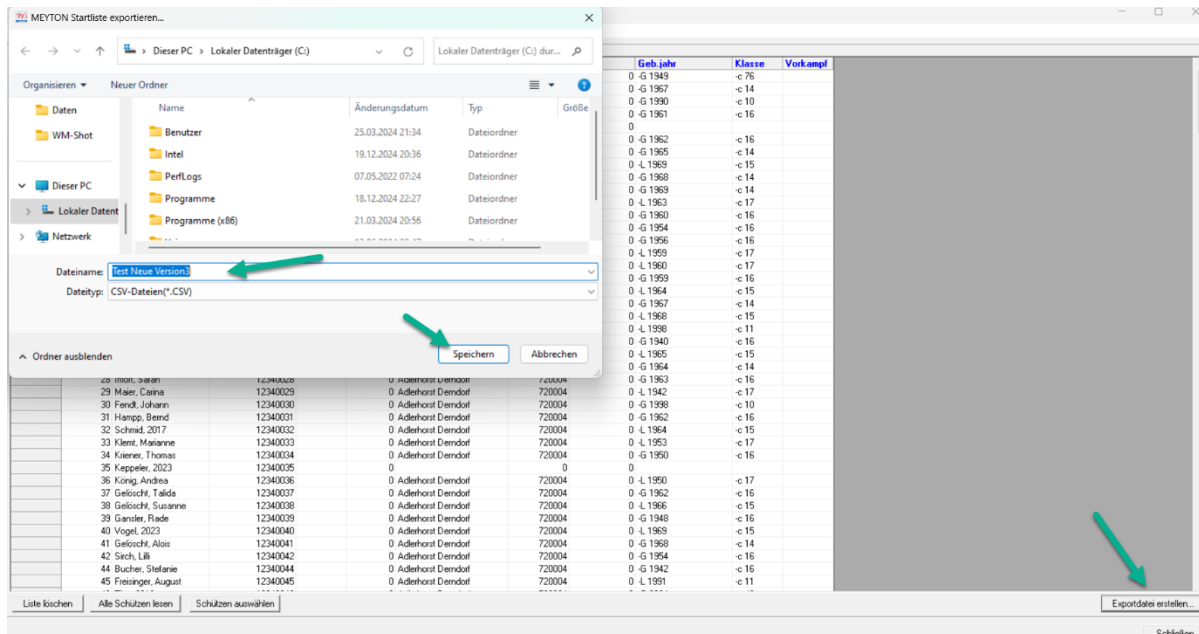 MEYTON Startliste exportieren...
Dieser PC > Lokaler Datenträger (C:)
Lokaler Datenträger (C:) dur...
Organisieren
Neuer Ordner
Name Änderungsdatum Typ Größe
Daten
WM-Shot
Dieser PC
Lokaler Datent
Netzwerk
Benutzer 25.03.2024 21:34 Dateiordner
Intel 19.12.2024 20:36 Dateiordner
PerfLogs 07.05.2022 07:24 Dateiordner
Programme 18.12.2024 22:27 Dateiordner
Programme (x86) 21.03.2024 20:56 Dateiordner
Dateiname: Test Neue Version3
Dateityp: CSV-Dateien(*.CSV)
Ordner ausblenden
Speichern Abbrechen
Geb.jahr Klasse Vorkampf
0 -G 1949 -c 76
0 -G 1967 -c 14
0 -G 1990 -c 10
0 -G 1961 -c 16
0
0 -G 1962 -c 16
0 -G 1965 -c 14
0 -L 1969 -c 15
0 -G 1968 -c 14
0 -G 1969 -c 14
0 -L 1963 -c 17
0 -G 1960 -c 16
0 -G 1954 -c 16
0 -G 1956 -c 16
0 -L 1959 -c 17
0 -L 1960 -c 17
0 -G 1959 -c 16
0 -L 1964 -c 15
0 -G 1967 -c 14
0 -L 1968 -c 15
0 -L 1998 -c 11
0 -G 1940 -c 16
0 -L 1965 -c 15
0 -G 1964 -c 14
28 Imort, Sarah 12340028 0 Adlerhorst Derndorf 720004 0 -G 1963 -c 16
29 Maier, Carina 12340029 0 Adlerhorst Derndorf 720004 0 -L 1942 -c 17
30 Fendt, Johann 12340030 0 Adlerhorst Derndorf 720004 0 -G 1998 -c 10
31 Hampp, Bernd 12340031 0 Adlerhorst Derndorf 720004 0 -G 1962 -c 16
32 Schmid, 2017 12340032 0 Adlerhorst Derndorf 720004 0 -L 1964 -c 15
33 Klemt, Marianne 12340033 0 Adlerhorst Derndorf 720004 0 -L 1953 -c 17
34 Kriener, Thomas 12340034 0 Adlerhorst Derndorf 720004 0 -G 1950 -c 16
35 Keppeler, 2023 12340035 0 0 0
36 König, Andrea 12340036 0 Adlerhorst Derndorf 720004 0 -L 1950 -c 17
37 Gelöscht, Talida 12340037 0 Adlerhorst Derndorf 720004 0 -G 1962 -c 16
38 Gelöscht, Susanne 12340038 0 Adlerhorst Derndorf 720004 0 -L 1966 -c 15
39 Gansler, Rade 12340039 0 Adlerhorst Derndorf 720004 0 -G 1948 -c 16
40 Vogel, 2023 12340040 0 Adlerhorst Derndorf 720004 0 -L 1969 -c 15
41 Gelöscht, Alois 12340041 0 Adlerhorst Derndorf 720004 0 -G 1968 -c 14
42 Sirch, Lilli 12340042 0 Adlerhorst Derndorf 720004 0 -G 1954 -c 16
44 Bucher, Stefanie 12340044 0 Adlerhorst Derndorf 720004 0 -G 1942 -c 16
45 Freisinger, August 12340045 0 Adlerhorst Derndorf 720004 0 -L 1991 -c 11
Liste löschen Alle Schützen lesen Schützen auswählen Exportdatei erstellen...
Schließen